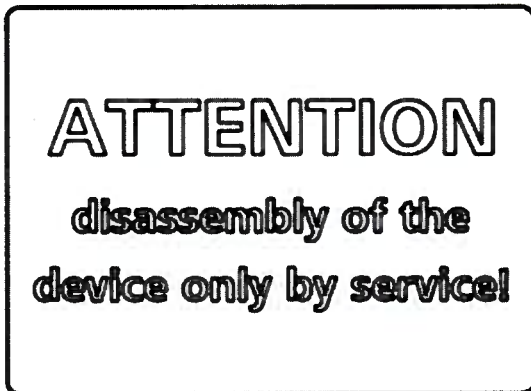 ATTENTION
disassembly of the
device only by service!